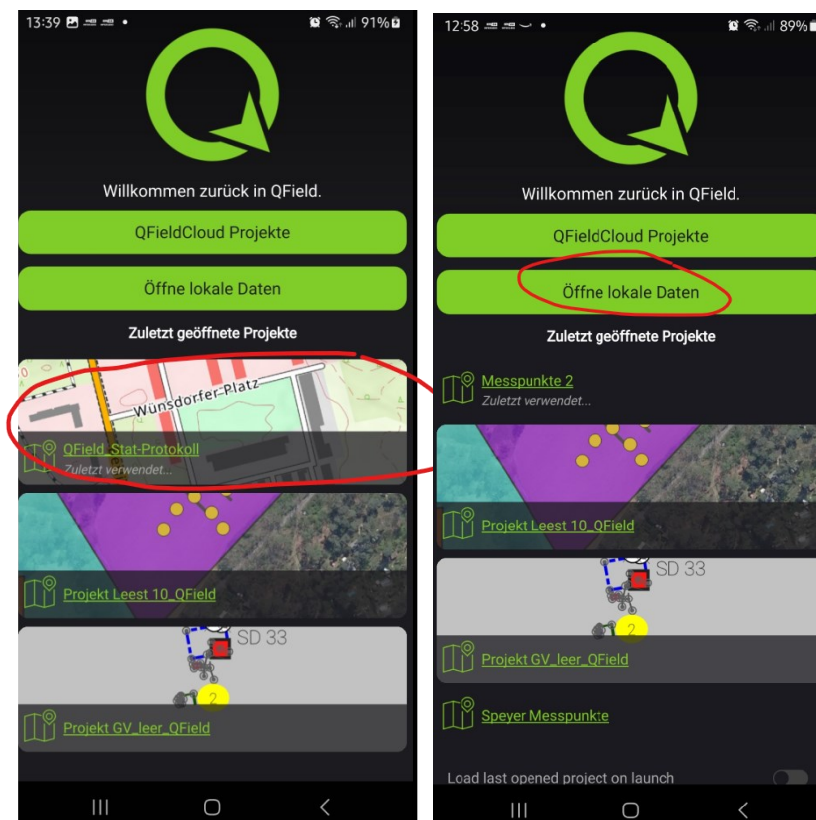 13:39
91%
Willkommen zurück in QField.
QFieldCloud Projekte
Öffne lokale Daten
Zuletzt geöffnete Projekte
Wünsdorfer Platz
QField_Stat-Protokoll
Zuletzt verwendet...
Projekt Leest 10_QField
SD 33
2
Projekt GV_leer_QField
12:58
89%
Willkommen zurück in QField.
QFieldCloud Projekte
Öffne lokale Daten
Zuletzt geöffnete Projekte
Messpunkte 2
Zuletzt verwendet...
Projekt Leest 10_QField
SD 33
2
Projekt GV_leer_QField
Speyer Messpunkte
Load last opened project on launch